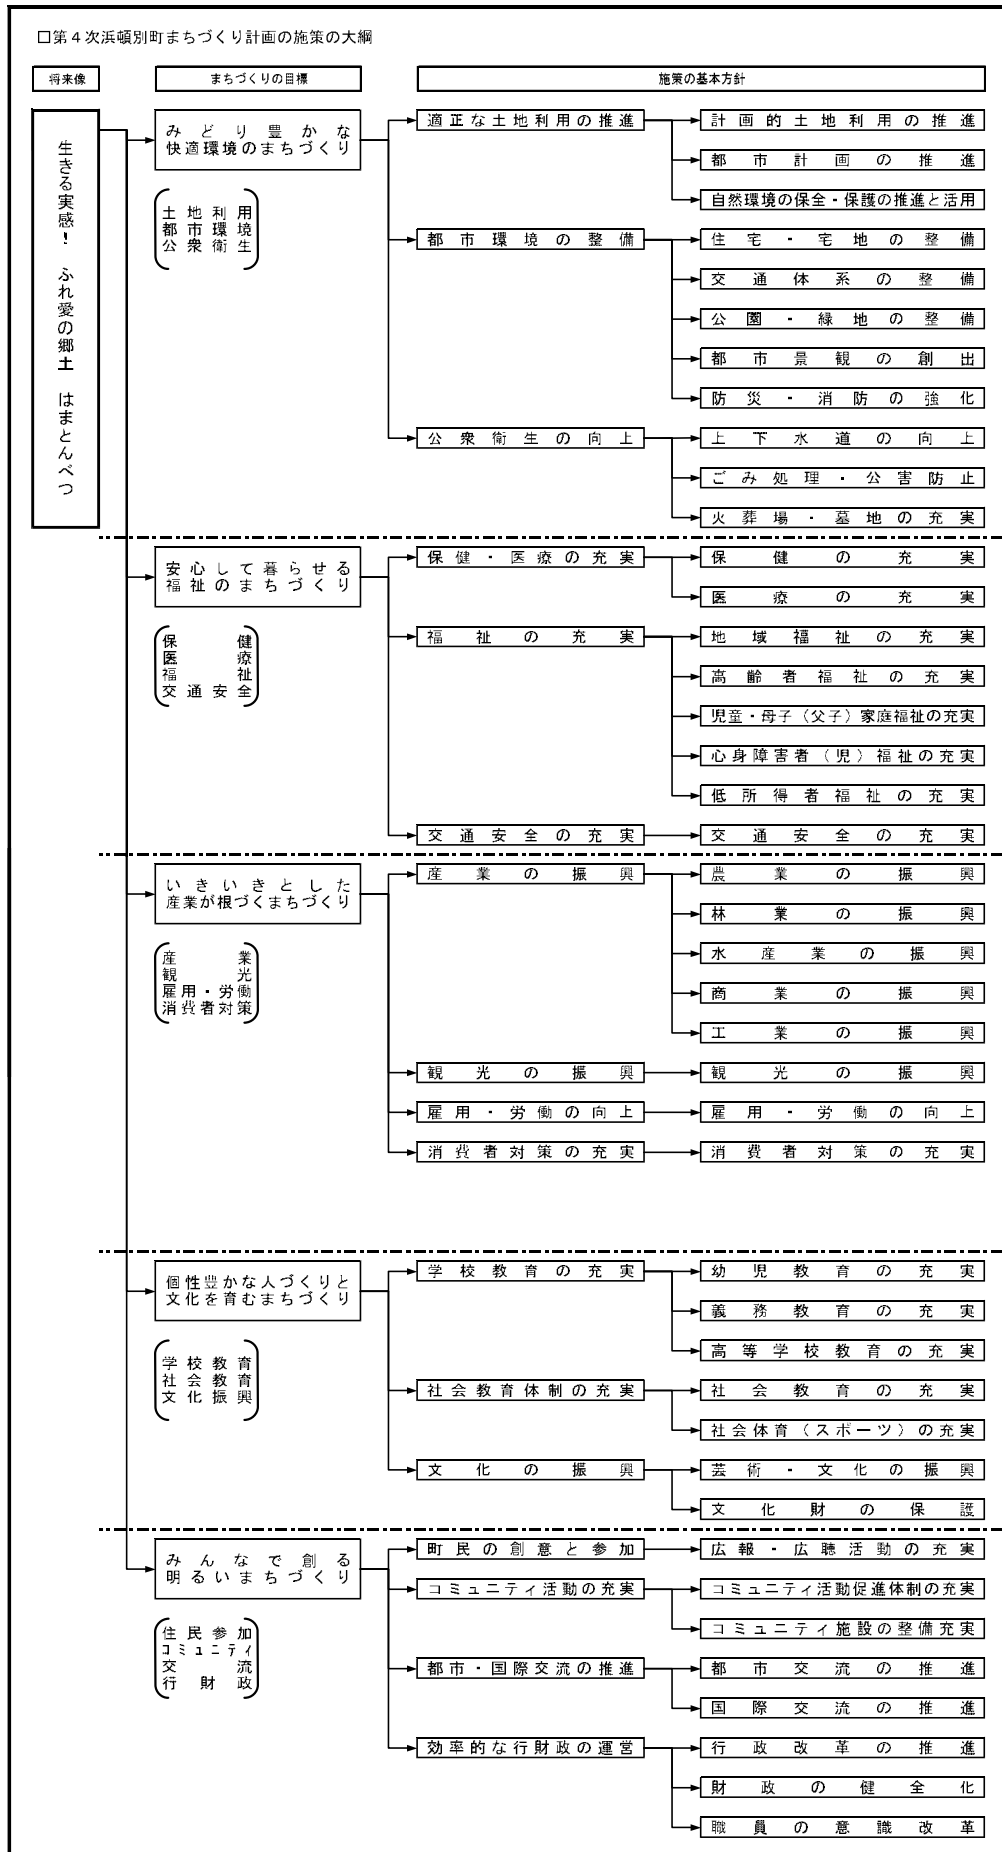 □第４次浜頓別町まちづくり計画の施策の大綱
将来像
まちづくりの目標
施策の基本方針
生きる実感！　ふれ愛の郷土　はまとんべつ
みどり豊かな
快適環境のまちづくり
土地利用
都市環境
公衆衛生
適正な土地利用の推進
計画的土地利用の推進
都市計画の推進
自然環境の保全・保護の推進と活用
都市環境の整備
住宅・宅地の整備
交通体系の整備
公園・緑地の整備
都市景観の創出
防災・消防の強化
公衆衛生の向上
上下水道の向上
ごみ処理・公害防止
火葬場・墓地の充実
安心して暮らせる
福祉のまちづくり
保健
医療
福祉
交通安全
保健・医療の充実
保健の充実
医療の充実
福祉の充実
地域福祉の充実
高齢者福祉の充実
児童・母子（父子）家庭福祉の充実
心身障害者（児）福祉の充実
低所得者福祉の充実
交通安全の充実
交通安全の充実
いきいきとした
産業が根づくまちづくり
産業
観光
雇用・労働
消費者対策
産業の振興
農業の振興
林業の振興
水産業の振興
商業の振興
工業の振興
観光の振興
観光の振興
雇用・労働の向上
雇用・労働の向上
消費者対策の充実
消費者対策の充実
個性豊かな人づくりと
文化を育むまちづくり
学校教育
社会教育
文化振興
学校教育の充実
幼児教育の充実
義務教育の充実
高等学校教育の充実
社会教育体制の充実
社会教育の充実
社会体育（スポーツ）の充実
文化の振興
芸術・文化の振興
文化財の保護
みんなで創る
明るいまちづくり
住民参加
コミュニティ
交流
行財政
町民の創意と参加
広報・広聴活動の充実
コミュニティ活動の充実
コミュニティ活動促進体制の充実
コミュニティ施設の整備充実
都市・国際交流の推進
都市交流の推進
国際交流の推進
効率的な行財政の運営
行政改革の推進
財政の健全化
職員の意識改革